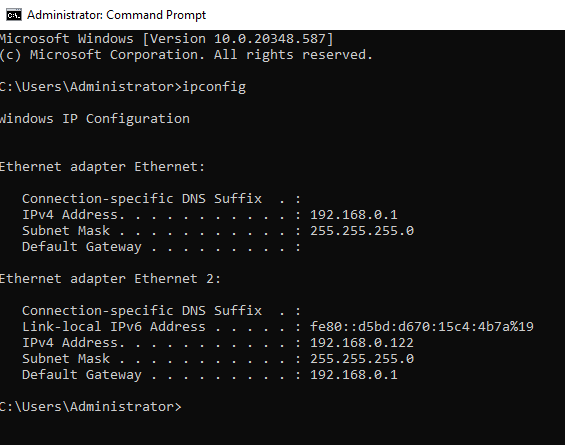 Administrator: Command Prompt
Microsoft Windows [Version 10.0.20348.587]
(c) Microsoft Corporation. All rights reserved.
C:\Users\Administrator>ipconfig
Windows IP Configuration
Ethernet adapter Ethernet:
   Connection-specific DNS Suffix  . :
   IPv4 Address. . . . . . . . . . . : 192.168.0.1
   Subnet Mask . . . . . . . . . . . : 255.255.255.0
   Default Gateway . . . . . . . . . :
Ethernet adapter Ethernet 2:
   Connection-specific DNS Suffix  . :
   Link-local IPv6 Address . . . . . : fe80::d5bd:d670:15c4:4b7a%19
   IPv4 Address. . . . . . . . . . . : 192.168.0.122
   Subnet Mask . . . . . . . . . . . : 255.255.255.0
   Default Gateway . . . . . . . . . : 192.168.0.1
C:\Users\Administrator>